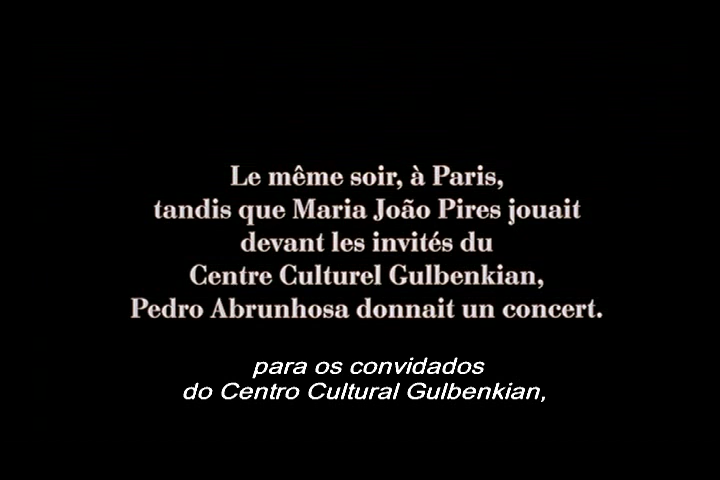 Le même soir, à Paris,
tandis que Maria João Pires jouait
devant les invités du
Centre Culturel Gulbenkian,
Pedro Abrunhosa donnait un concert.
para os convidados
do Centro Cultural Gulbenkian,